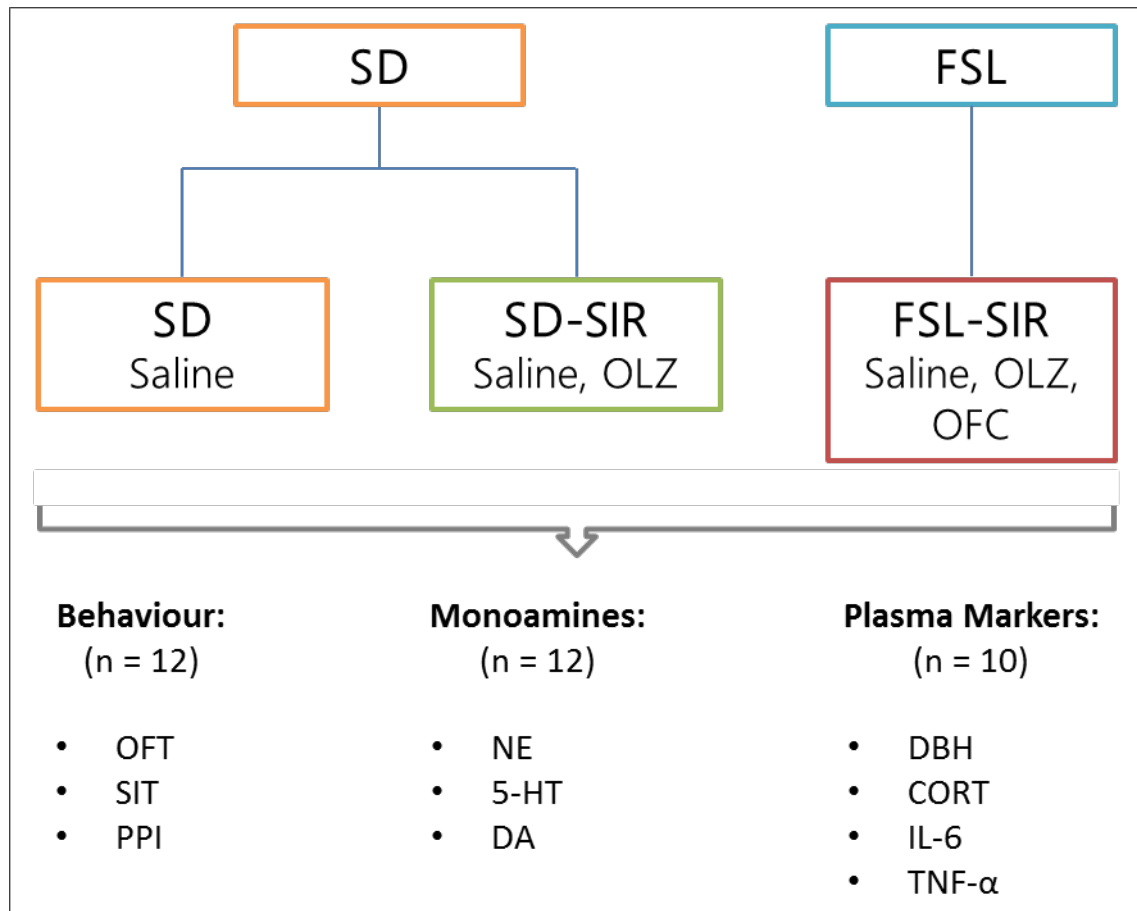 SD
FSL
SD
Saline
SD-SIR
Saline, OLZ
FSL-SIR
Saline, OLZ,
OFC
Behaviour:
(n = 12)
• OFT
• SIT
• PPI
Monoamines:
(n = 12)
• NE
• 5-HT
• DA
Plasma Markers:
(n = 10)
• DBH
• CORT
• IL-6
• TNF-α